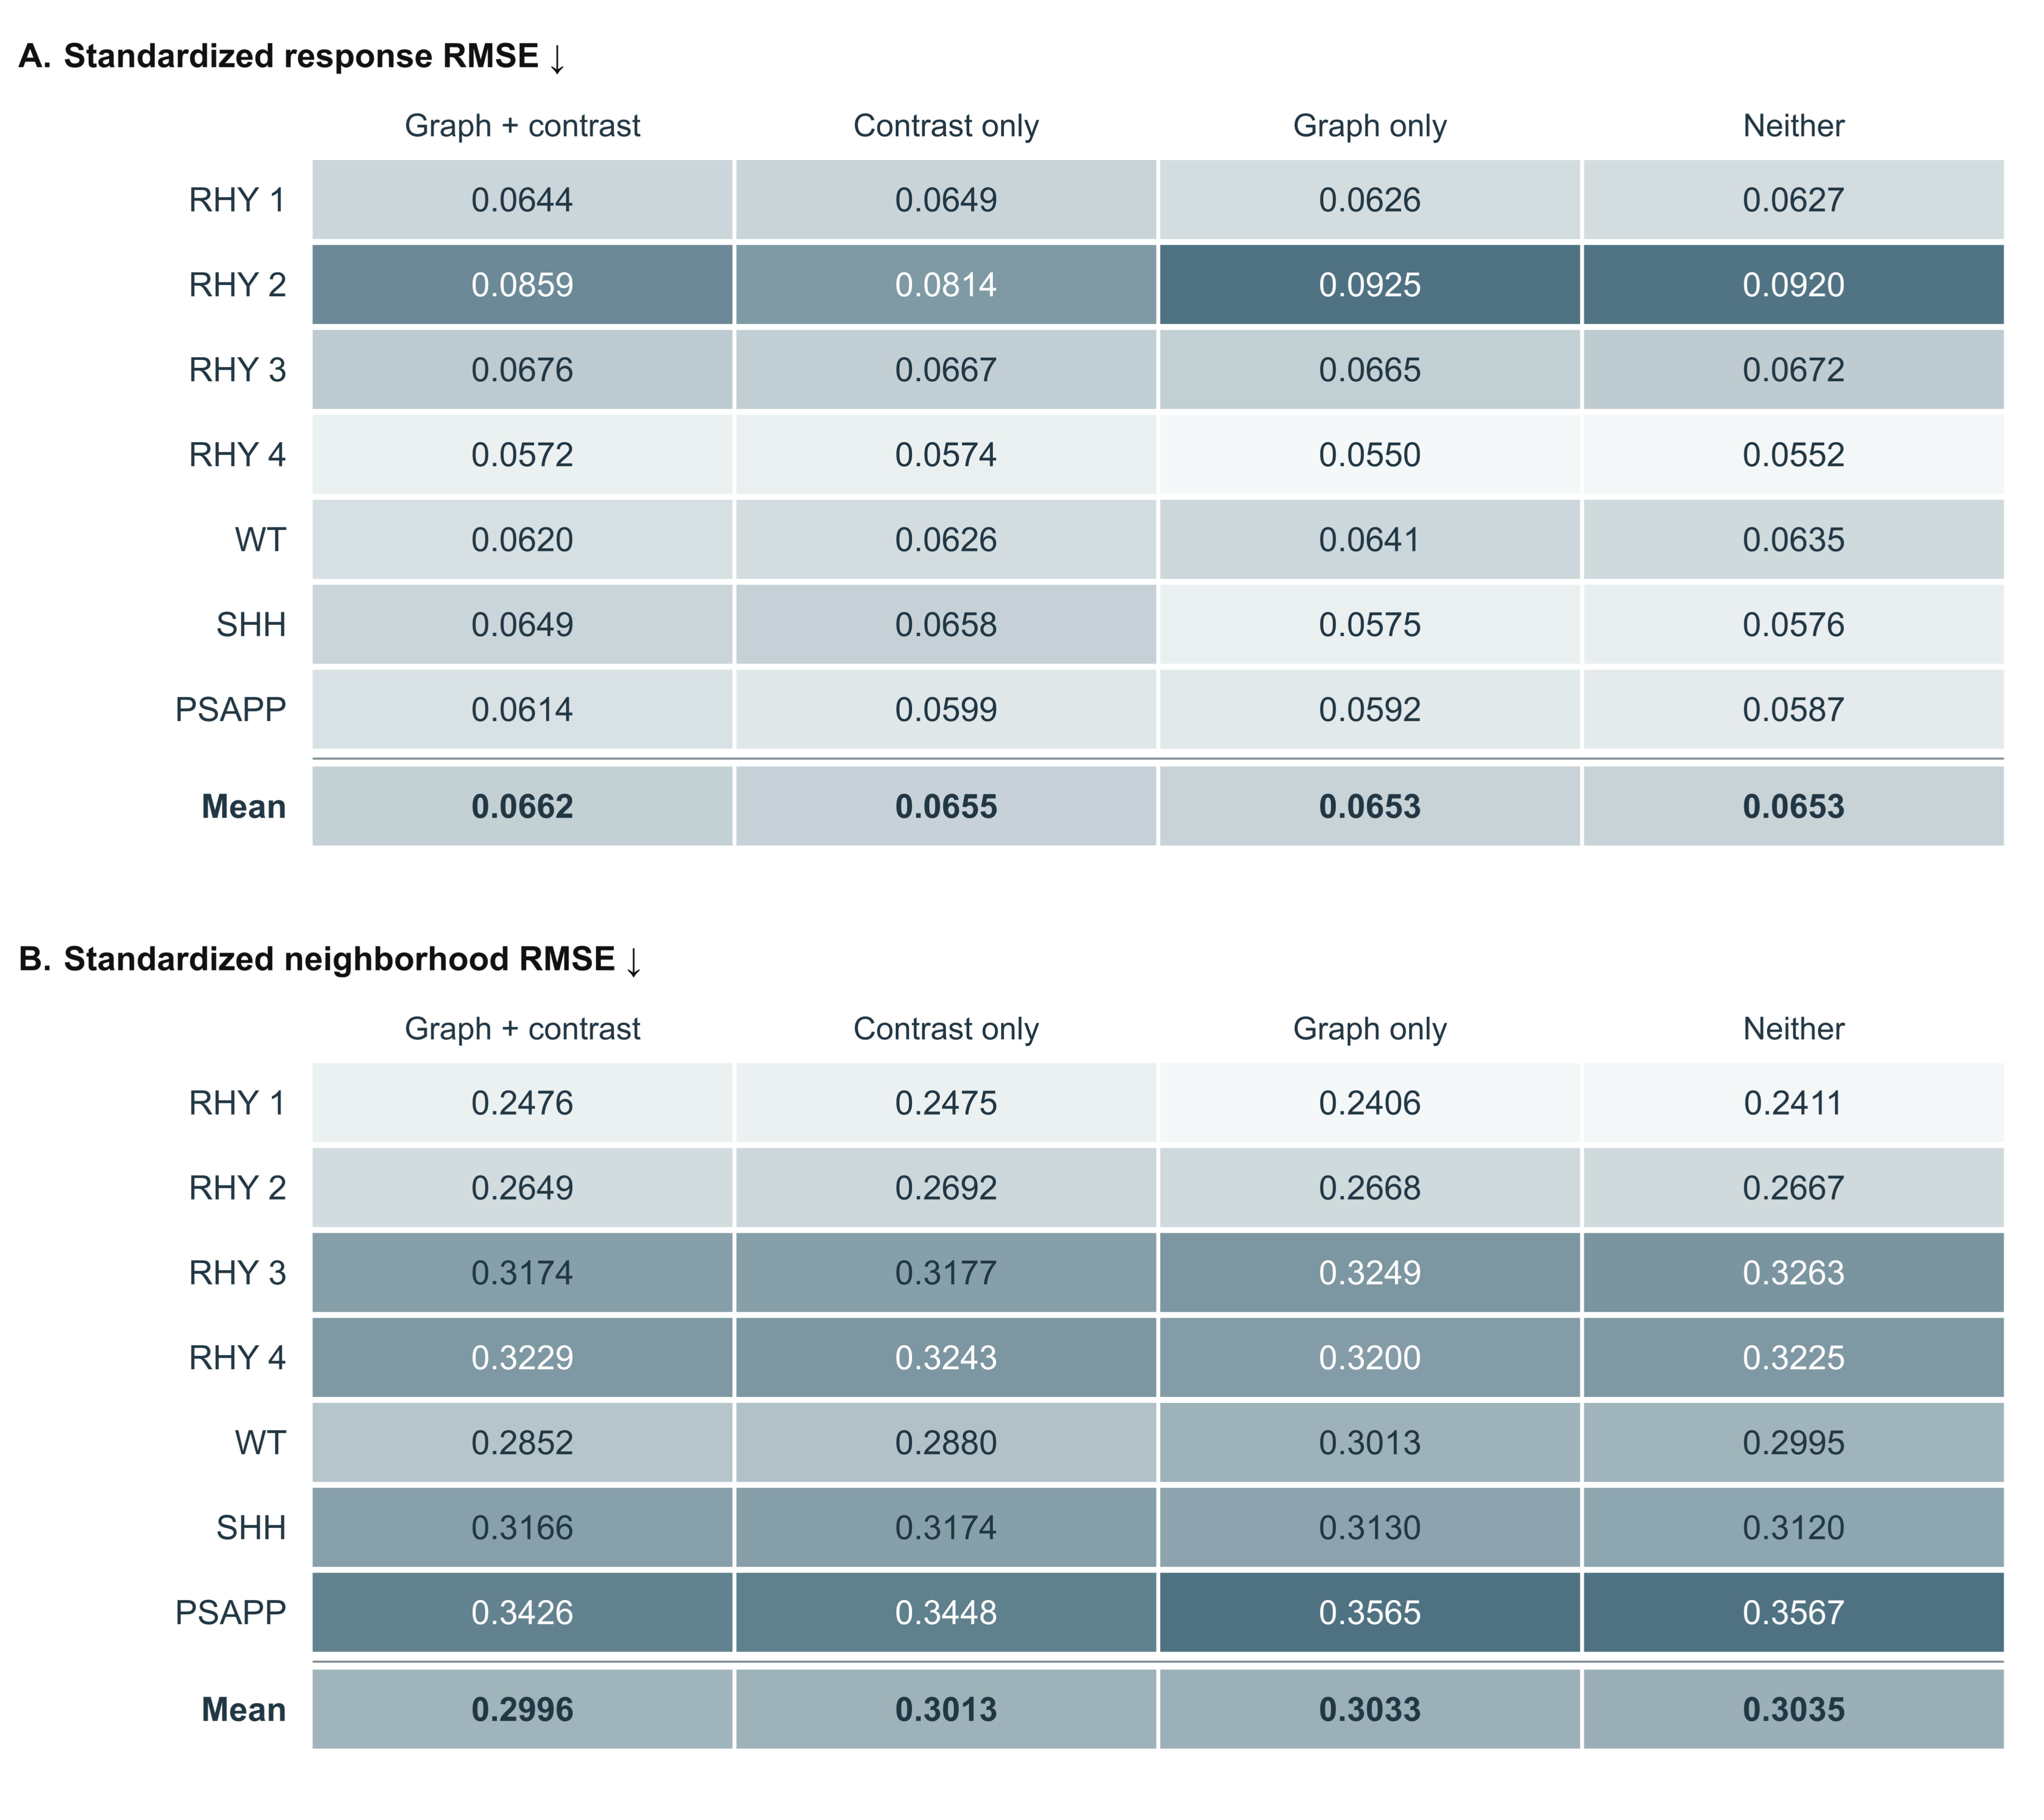 A. Standardized response RMSE ↓
Graph + contrast Contrast only Graph only Neither
RHY 1 0.0644 0.0649 0.0626 0.0627
RHY 2 0.0859 0.0814 0.0925 0.0920
RHY 3 0.0676 0.0667 0.0665 0.0672
RHY 4 0.0572 0.0574 0.0550 0.0552
WT 0.0620 0.0626 0.0641 0.0635
SHH 0.0649 0.0658 0.0575 0.0576
PSAPP 0.0614 0.0599 0.0592 0.0587
Mean 0.0662 0.0655 0.0653 0.0653
B. Standardized neighborhood RMSE ↓
Graph + contrast Contrast only Graph only Neither
RHY 1 0.2476 0.2475 0.2406 0.2411
RHY 2 0.2649 0.2692 0.2668 0.2667
RHY 3 0.3174 0.3177 0.3249 0.3263
RHY 4 0.3229 0.3243 0.3200 0.3225
WT 0.2852 0.2880 0.3013 0.2995
SHH 0.3166 0.3174 0.3130 0.3120
PSAPP 0.3426 0.3448 0.3565 0.3567
Mean 0.2996 0.3013 0.3033 0.3035